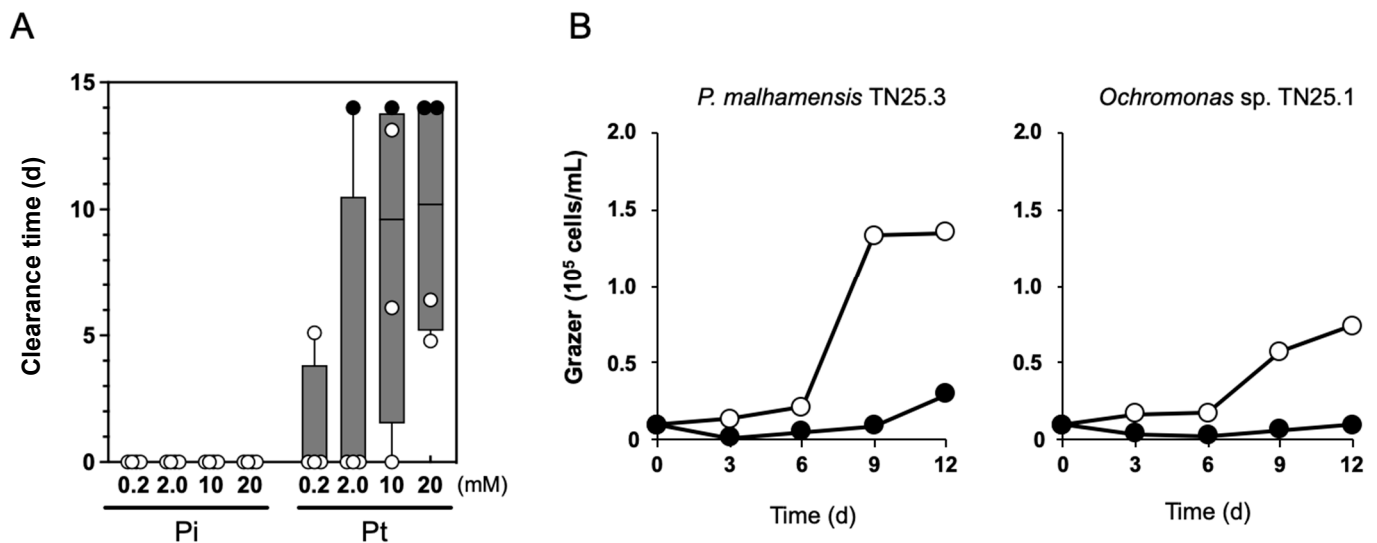 A
Clearance time (d)
15
10
5
0
0.2 2.0 10 20 0.2 2.0 10 20 (mM)
Pi Pt
B
Grazer (10⁵ cells/mL)
P. malhamensis TN25.3
2.0
1.5
1.0
0.5
0
0 3 6 9 12
Time (d)
Ochromonas sp. TN25.1
2.0
1.5
1.0
0.5
0
0 3 6 9 12
Time (d)